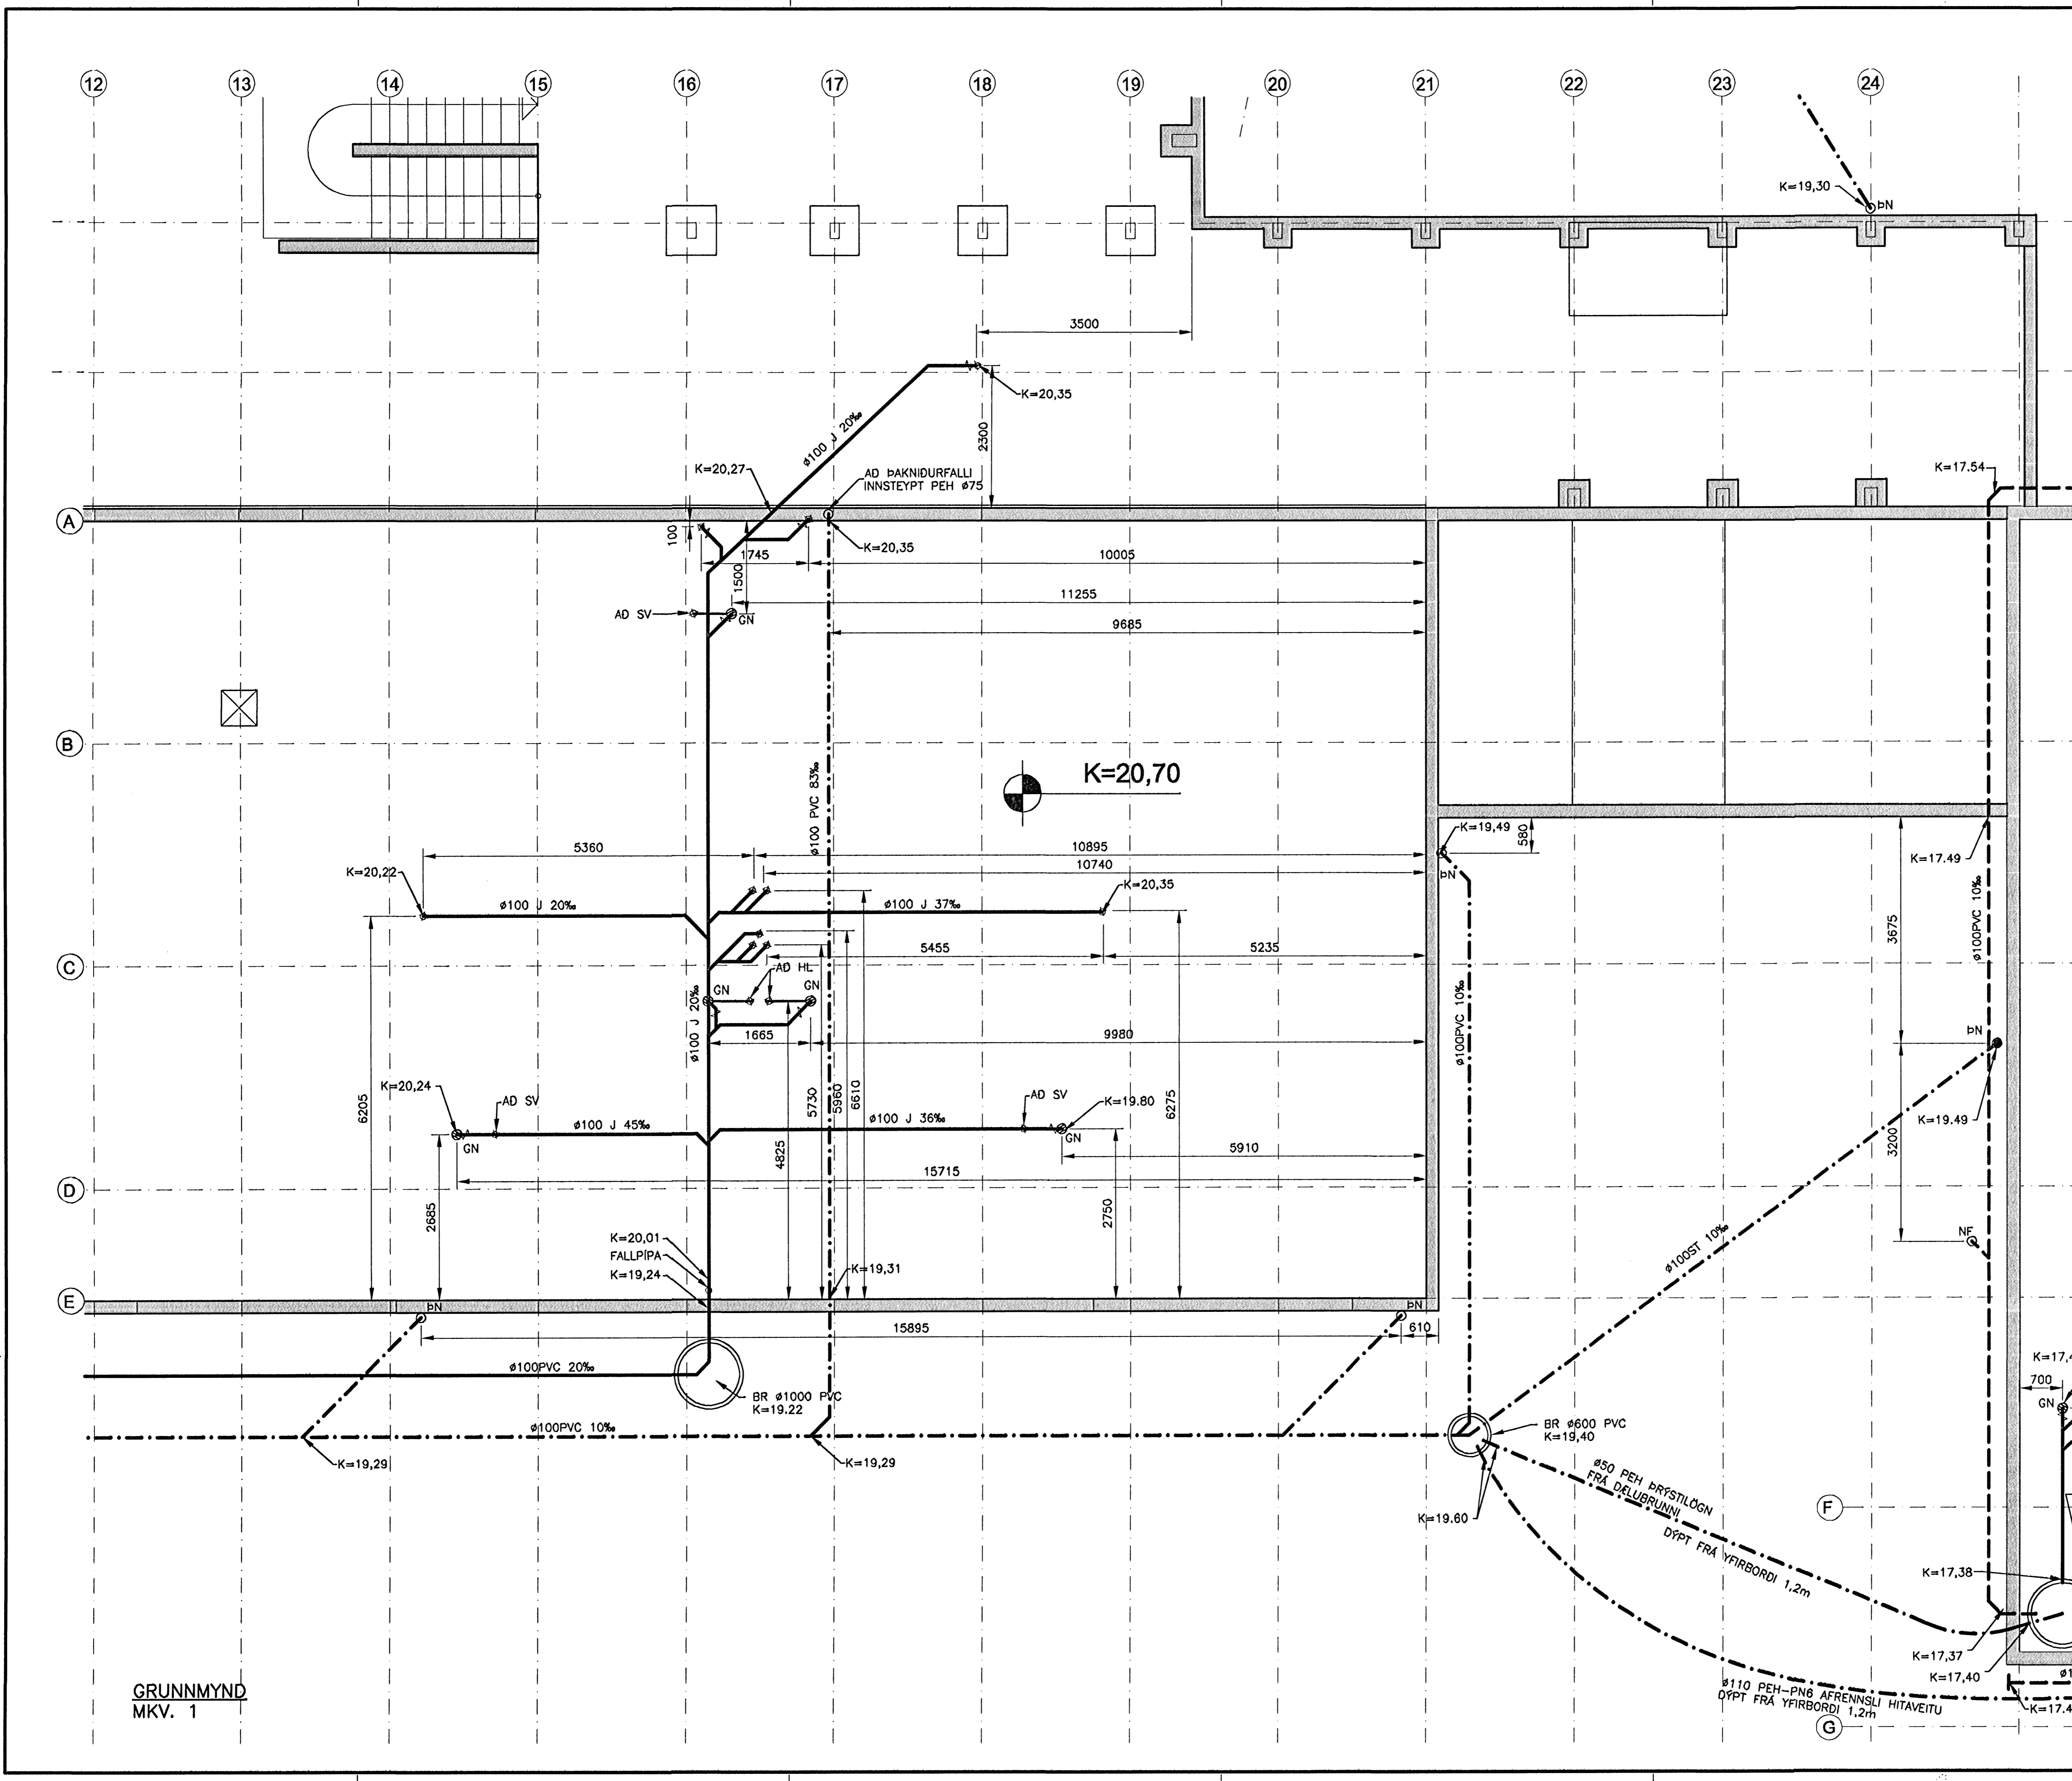 12 13 14 15 16 17 18 19 20 21 22 23 24
K=19,30
ÞN
3500
K=20,35
2300
ø100 J 20‰
K=20,27
AÐ ÞAKNIÐURFALLI
INNSTEYPT PEH ø75
K=17.54
A
100
K=20,35
1745
10005
1500
11255
AÐ SV
GN
9685
B
K=20,70
ø100 PVC 83‰
K=19,49
580
5360
10895
10740
K=17.49
K=20,22
K=20,35
ÞN
ø100 J 20‰
ø100 J 37‰
3675
ø100PVC 10‰
5455
5235
C
AÐ HL
GN
GN
ø100 J 20‰
ø100PVC 10‰
1665
9980
ÞN
K=20,24
AÐ SV
6205
5730
5960
6610
AÐ SV
K=19.80
6275
K=19.49
ø100 J 45‰
ø100 J 36‰
GN
GN
4825
3200
5910
15715
D
2685
2750
NF
K=20,01
FALLPÍPA
K=19,24
K=19,31
ø100ST 10‰
E
ÞN
ÞN
15895
610
ø100PVC 20‰
700
GN
BR ø1000 PVC
K=19.22
ø100PVC 10‰
BR ø600 PVC
K=19,40
K=19,29
K=19,29
ø50 PEH ÞRÝSTILÖGN
FRÁ DÆLUBRUNNI
K=19.60
F
DÝPT FRÁ YFIRBORÐI 1,2m
K=17,38
K=17,37
K=17,40
GRUNNMYND
MKV. 1
ø110 PEH-PN6 AFRENNSLI HITAVEITU
DÝPT FRÁ YFIRBORÐI 1,2m
G